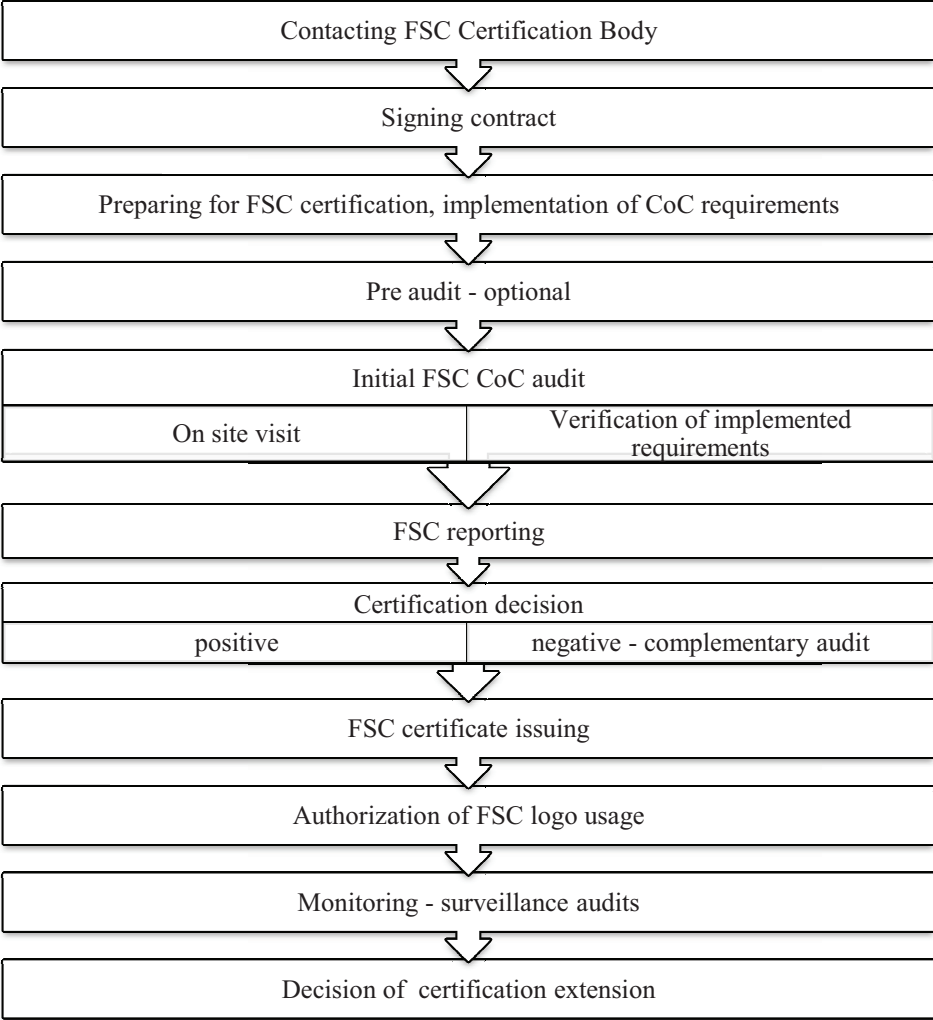 Contacting FSC Certification Body
Signing contract
Preparing for FSC certification, implementation of CoC requirements
Pre audit - optional
Initial FSC CoC audit
On site visit
Verification of implemented
requirements
FSC reporting
Certification decision
positive
negative - complementary audit
FSC certificate issuing
Authorization of FSC logo usage
Monitoring - surveillance audits
Decision of  certification extension